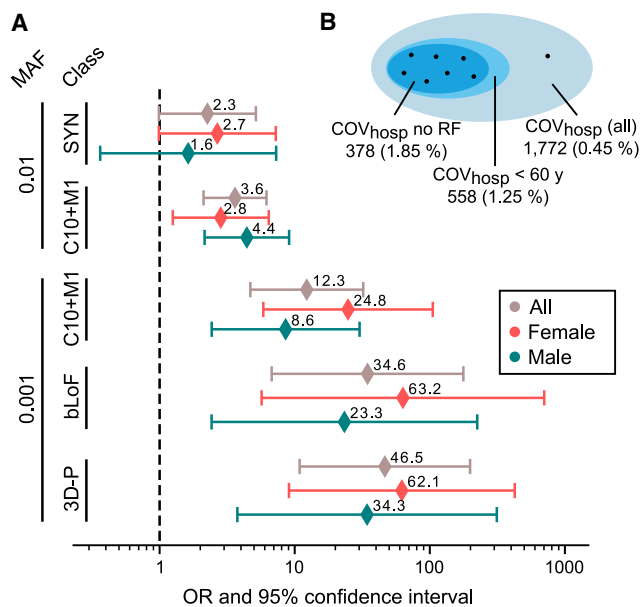 A
B
MAF
Class
0.01
SYN
2.3
2.7
1.6
C10+M1
3.6
2.8
4.4
0.001
C10+M1
12.3
24.8
8.6
bLoF
34.6
63.2
23.3
3D-P
46.5
62.1
34.3
1
10
100
1000
OR and 95% confidence interval
COVhosp no RF
378 (1.85 %)
COVhosp < 60 y
558 (1.25 %)
COVhosp (all)
1,772 (0.45 %)
All
Female
Male